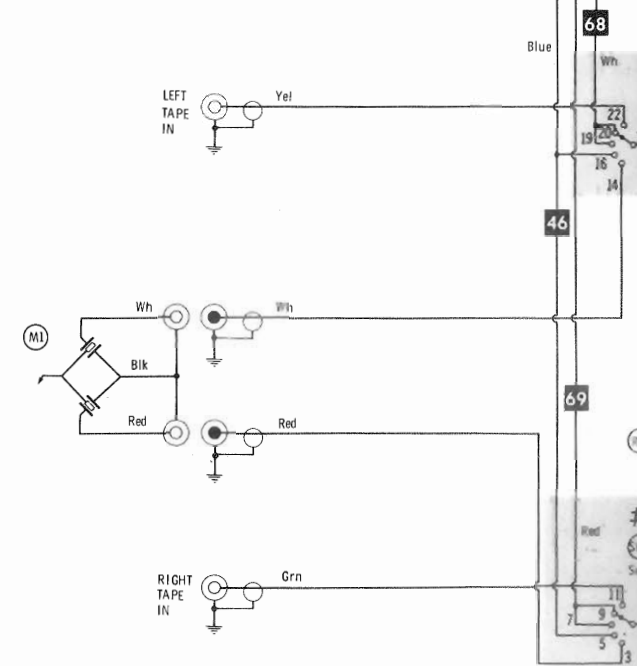 68
Blue
Wh
LEFT
TAPE
IN
Yel
22
20
19
16
14
46
Wh
Wh
M1
Blk
69
Red
Red
Red
RIGHT
TAPE
IN
Grn
11
9
7
5
3